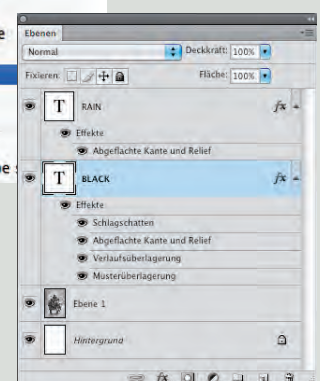 Ebenen
Normal Deckkraft: 100%
Fixieren: Fläche: 100%
T RAIN fx
Effekte
Abgeflachte Kante und Relief
T BLACK fx
Effekte
Schlagschatten
Abgeflachte Kante und Relief
Verlaufsüberlagerung
Musterüberlagerung
Ebene 1
Hintergrund
fx